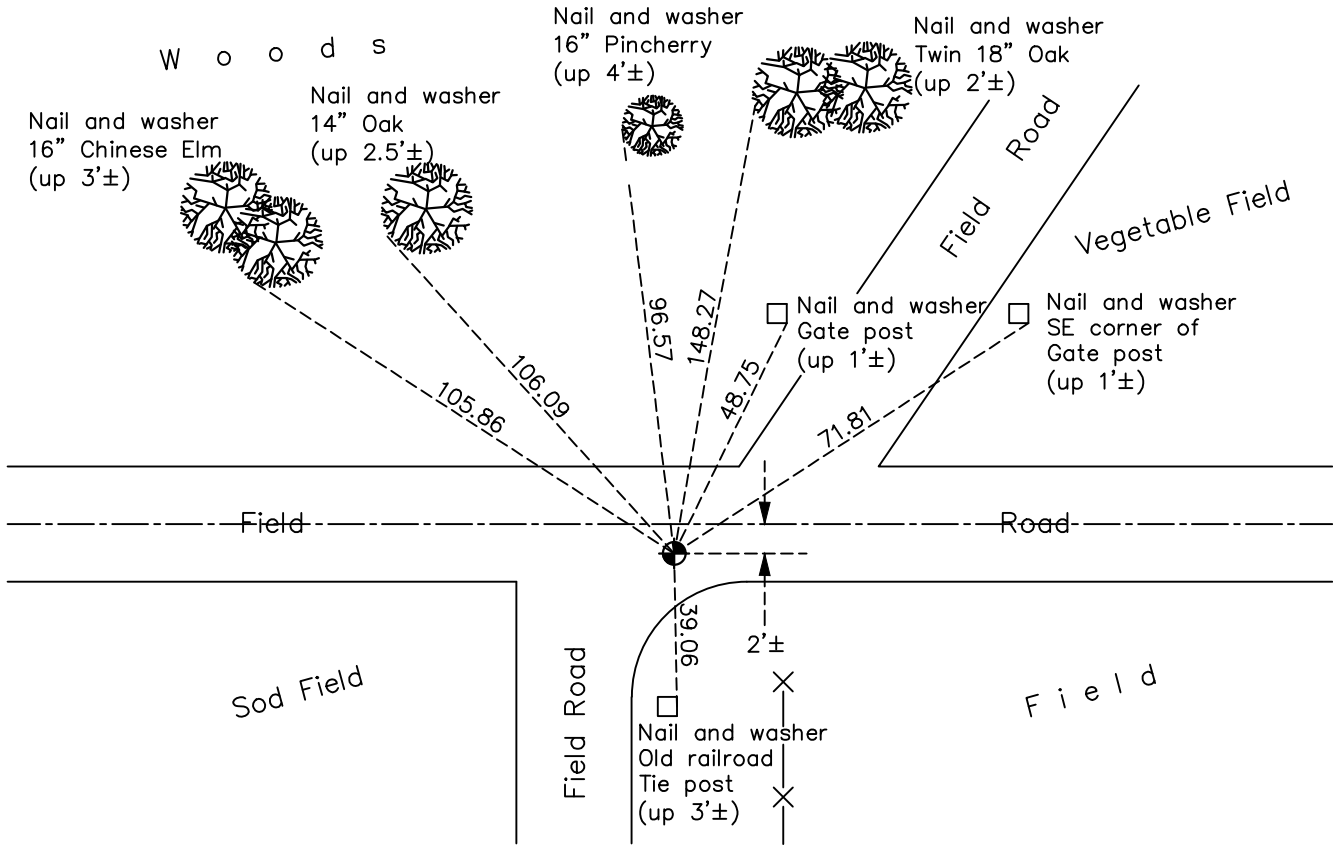 Woods
Nail and washer
16” Chinese Elm
(up 3'±)
Nail and washer
14” Oak
(up 2.5'±)
Nail and washer
16” Pincherry
(up 4'±)
Nail and washer
Twin 18” Oak
(up 2'±)
Field Road
Vegetable Field
Nail and washer
Gate post
(up 1'±)
Nail and washer
SE corner of
Gate post
(up 1'±)
105.86
106.09
96.57
148.27
48.75
71.81
Field Road
39.06
2'±
Sod Field
Field Road
Field
Nail and washer
Old railroad
Tie post
(up 3'±)